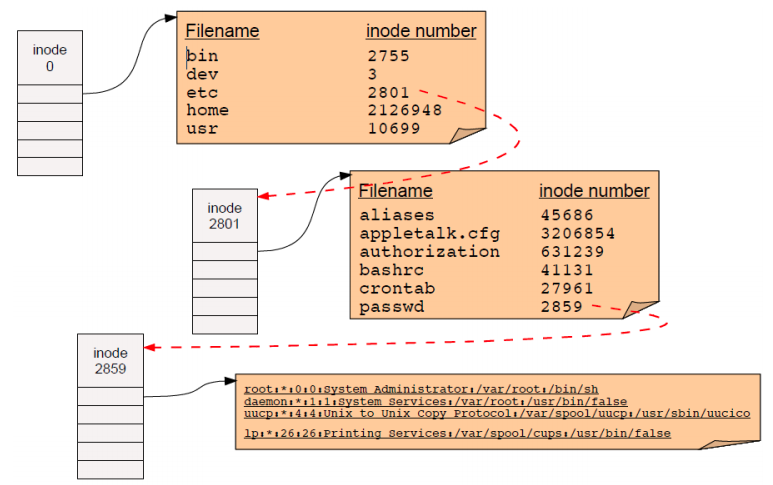 inode
0
Filename inode number
bin 2755
dev 3
etc 2801
home 2126948
usr 10699
inode
2801
Filename inode number
aliases 45686
appletalk.cfg 3206854
authorization 631239
bashrc 41131
crontab 27961
passwd 2859
inode
2859
root:*:0:0:System Administrator:/var/root:/bin/sh
daemon:*:1:1:System Services:/var/root:/usr/bin/false
uucp:*:4:4:Unix to Unix Copy Protocol:/var/spool/uucp:/usr/sbin/uucico
lp:*:26:26:Printing Services:/var/spool/cups:/usr/bin/false